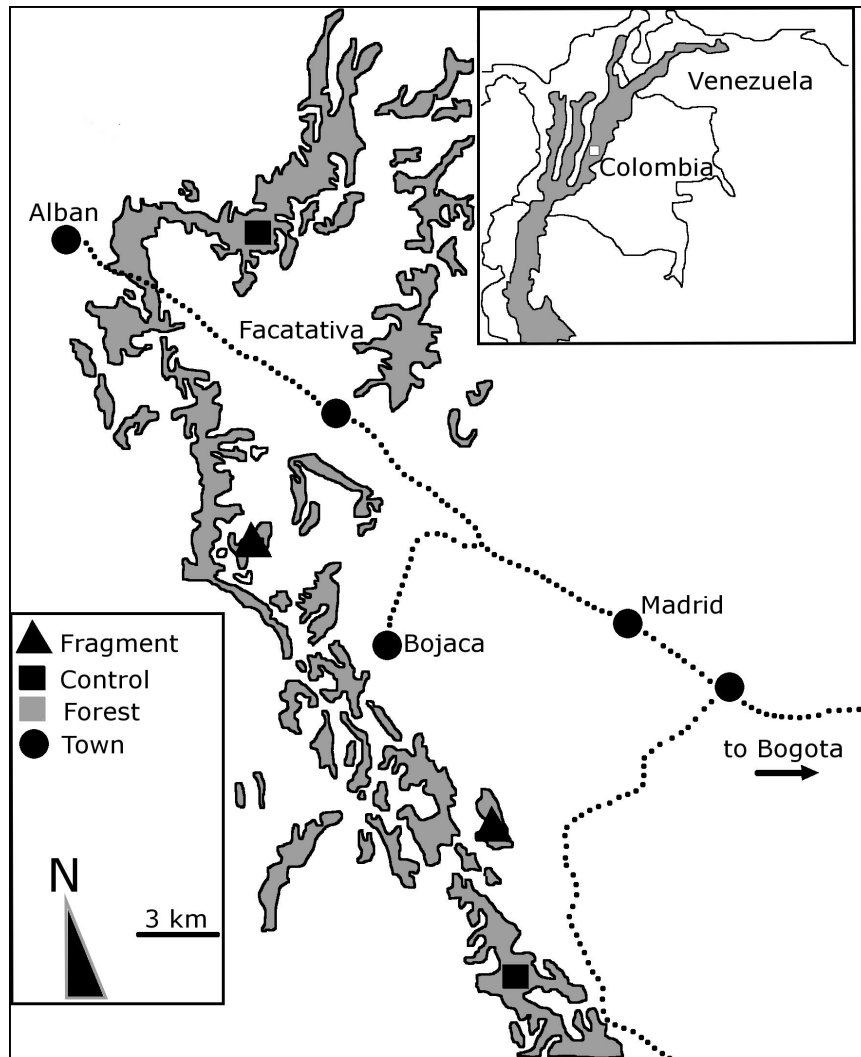 Venezuela
Colombia
Alban
Facatativa
Madrid
Bojaca
Fragment
Control
Forest
Town
to Bogota
N
3 km